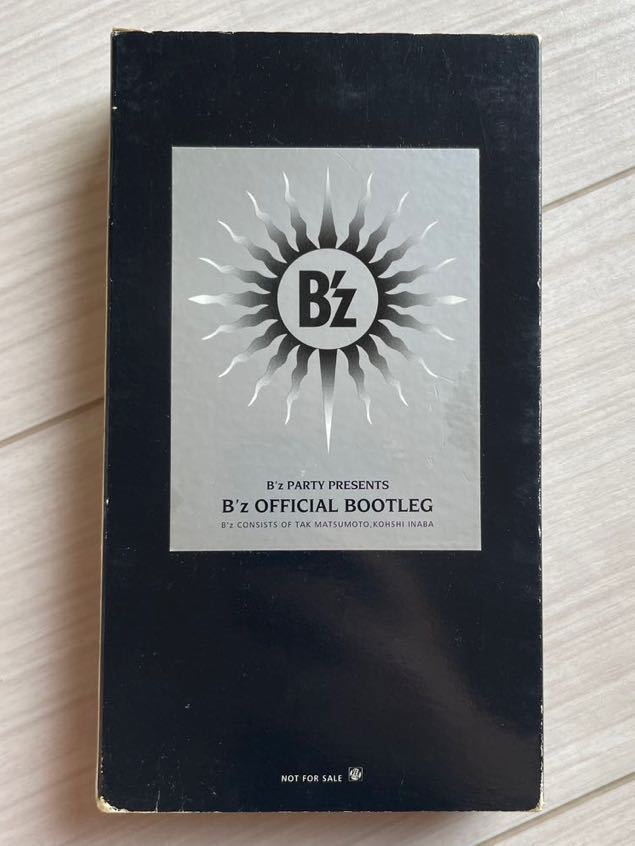 B'z
B'z PARTY PRESENTS
B'z OFFICIAL BOOTLEG
B'z CONSISTS OF TAK MATSUMOTO,KOHSHI INABA
NOT FOR SALE